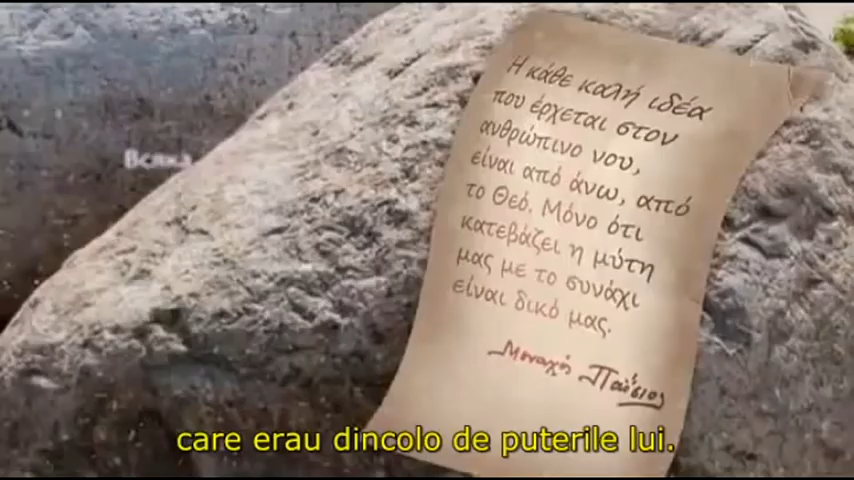 Η κάθε καλή ιδέα
που έρχεται στον
ανθρώπινο νου,
είναι από άνω, από
το Θεό. Μόνο ότι
κατεβάζει η μύτη
μας με το συνάχι
είναι δικό μας.
Μοναχός Παΐσιος
Всяка
care erau dincolo de puterile lui.